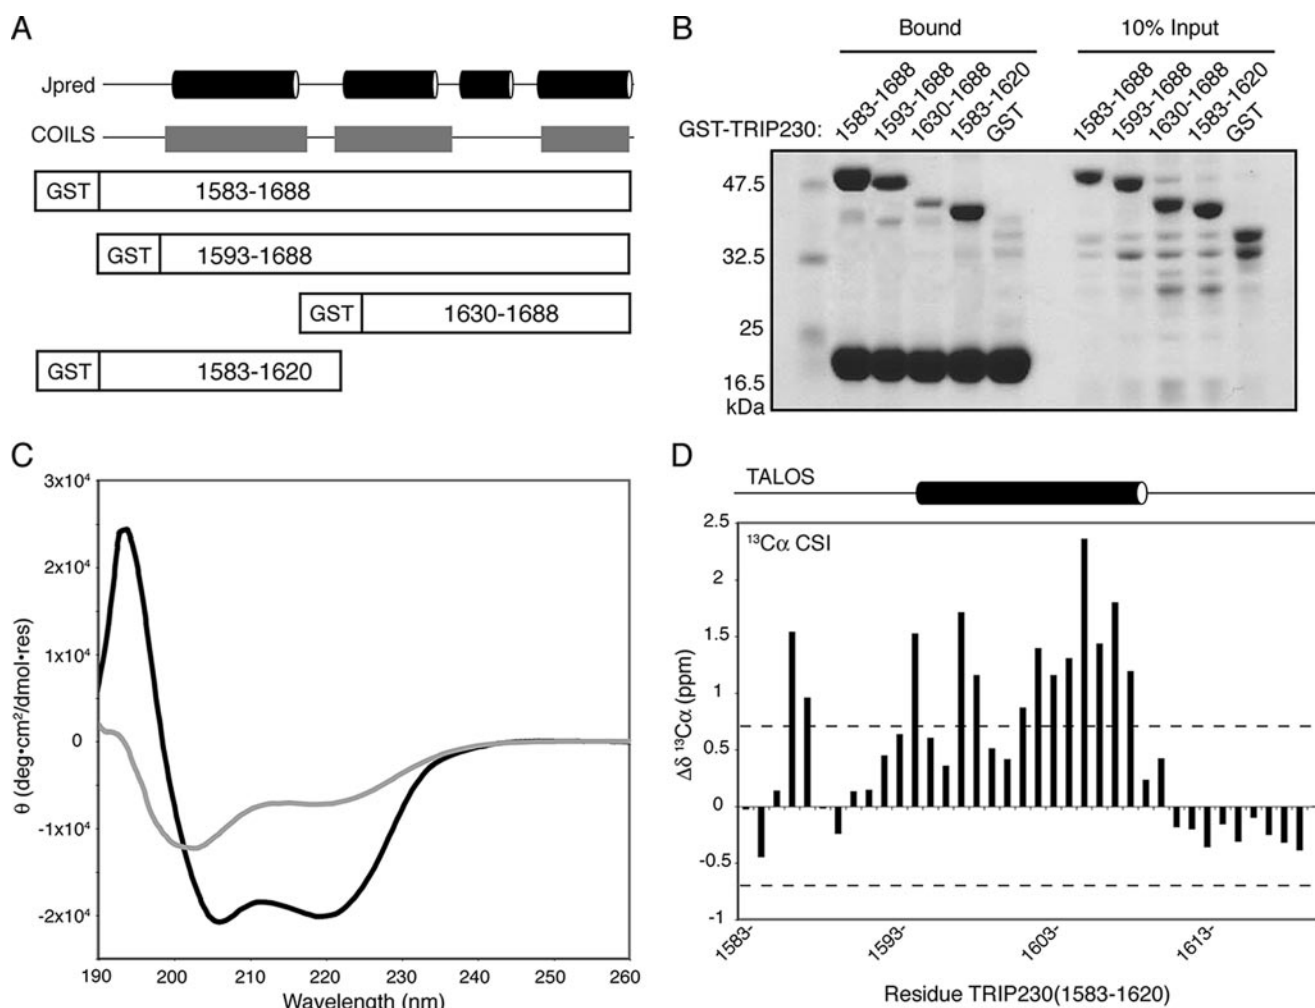 A
Jpred
COILS
GST 1583-1688
GST 1593-1688
GST 1630-1688
GST 1583-1620
B
Bound 10% Input
GST-TRIP230: 1583-1688 1593-1688 1630-1688 1583-1620 GST 1583-1688 1593-1688 1630-1688 1583-1620 GST
47.5
32.5
25
16.5
kDa
C
θ (deg•cm²/dmol•res)
3x10⁴
2x10⁴
1x10⁴
0
-1x10⁴
-2x10⁴
190 200 210 220 230 240 250 260
Wavelength (nm)
D
TALOS
¹³Cα CSI
Δδ ¹³Cα (ppm)
2.5
2
1.5
1
0.5
0
-0.5
-1
1583- 1593- 1603- 1613-
Residue TRIP230(1583-1620)